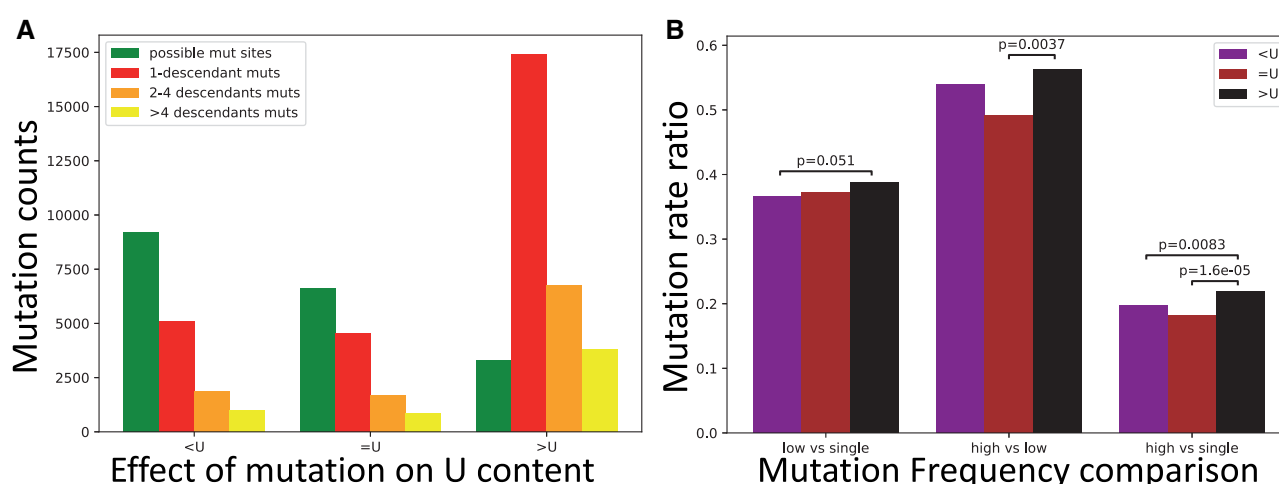 A
17500
15000
12500
10000
7500
5000
2500
0
Mutation counts
possible mut sites
1-descendant muts
2-4 descendants muts
>4 descendants muts
<U
=U
>U
Effect of mutation on U content
B
0.6
0.5
0.4
0.3
0.2
0.1
0.0
Mutation rate ratio
p=0.051
p=0.0037
p=0.0083
p=1.6e-05
<U
=U
>U
low vs single
high vs low
high vs single
Mutation Frequency comparison